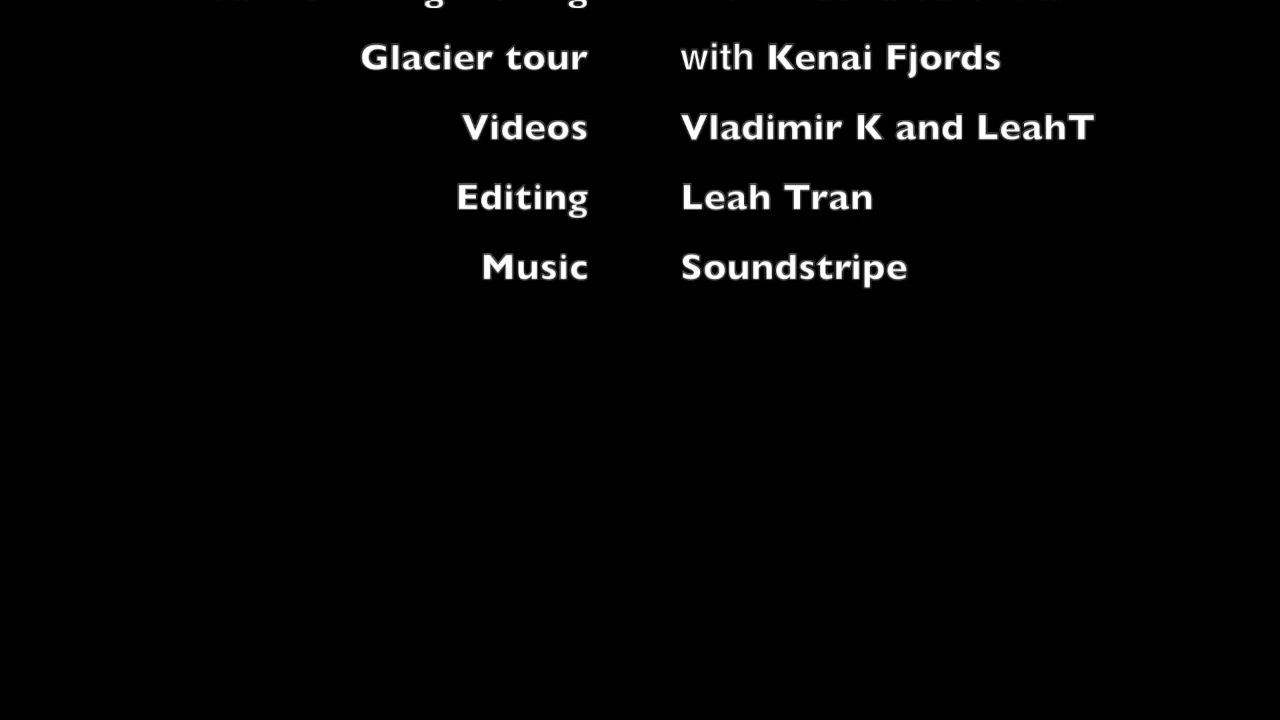 Glacier tour with Kenai Fjords
Videos Vladimir K and LeahT
Editing Leah Tran
Music Soundstripe